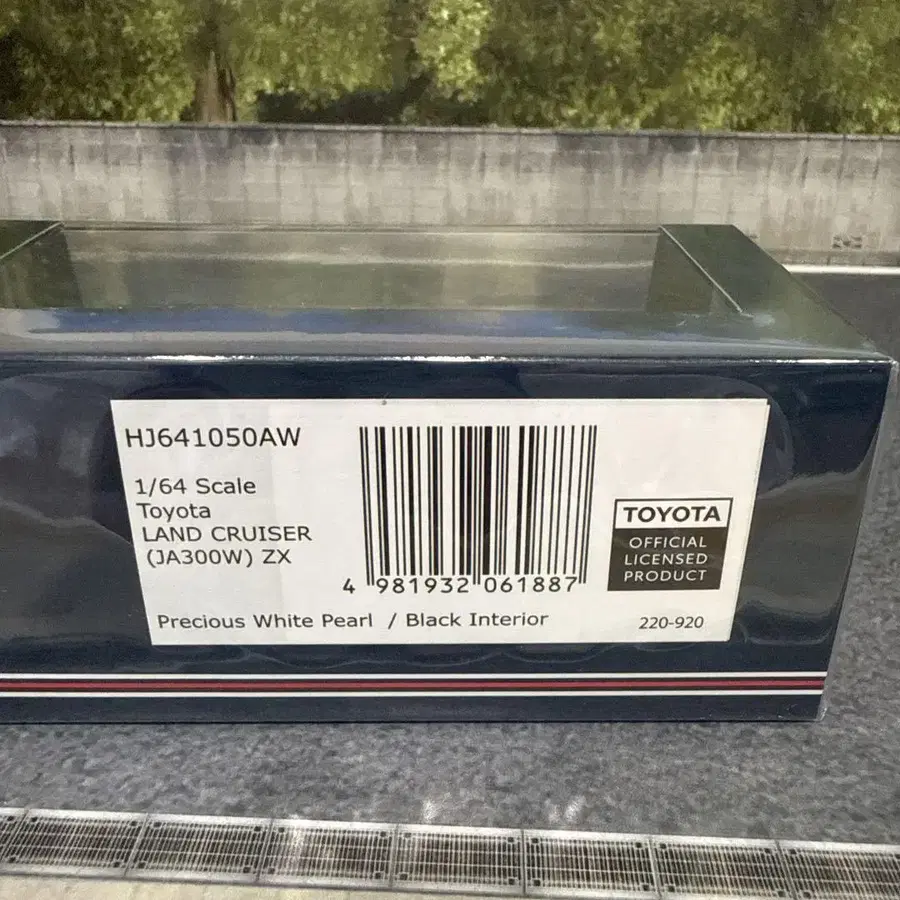 HJ641050AW
1/64 Scale
Toyota
LAND CRUISER
(JA300W) ZX
4 981932 061887
TOYOTA
OFFICIAL
LICENSED
PRODUCT
Precious White Pearl / Black Interior
220-920